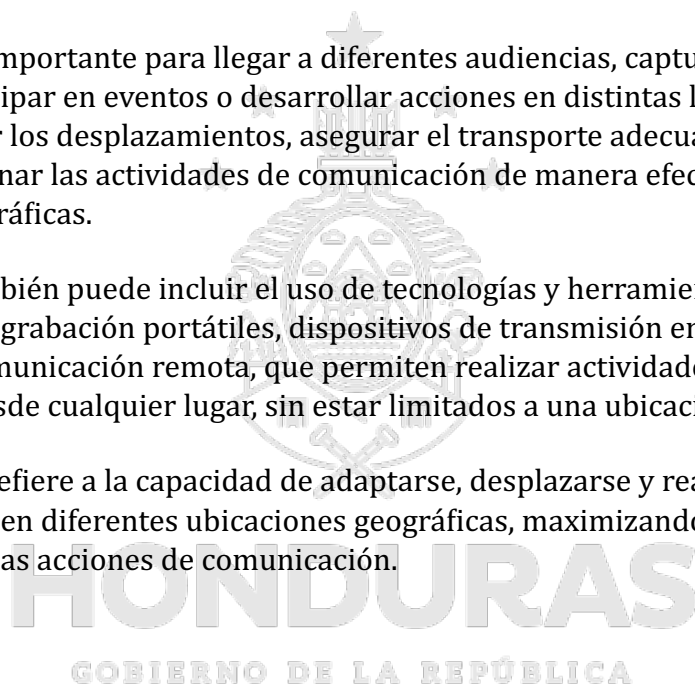 mportante para llegar a diferentes audiencias, captu
ipar en eventos o desarrollar acciones en distintas l
r los desplazamientos, asegurar el transporte adecua
nar las actividades de comunicación de manera efec
ráficas.
bién puede incluir el uso de tecnologías y herramie
grabación portátiles, dispositivos de transmisión en
municación remota, que permiten realizar actividade
sde cualquier lugar, sin estar limitados a una ubicaci
efiere a la capacidad de adaptarse, desplazarse y rea
en diferentes ubicaciones geográficas, maximizando
as acciones de comunicación.
HONDURAS
GOBIERNO DE LA REPÚBLICA